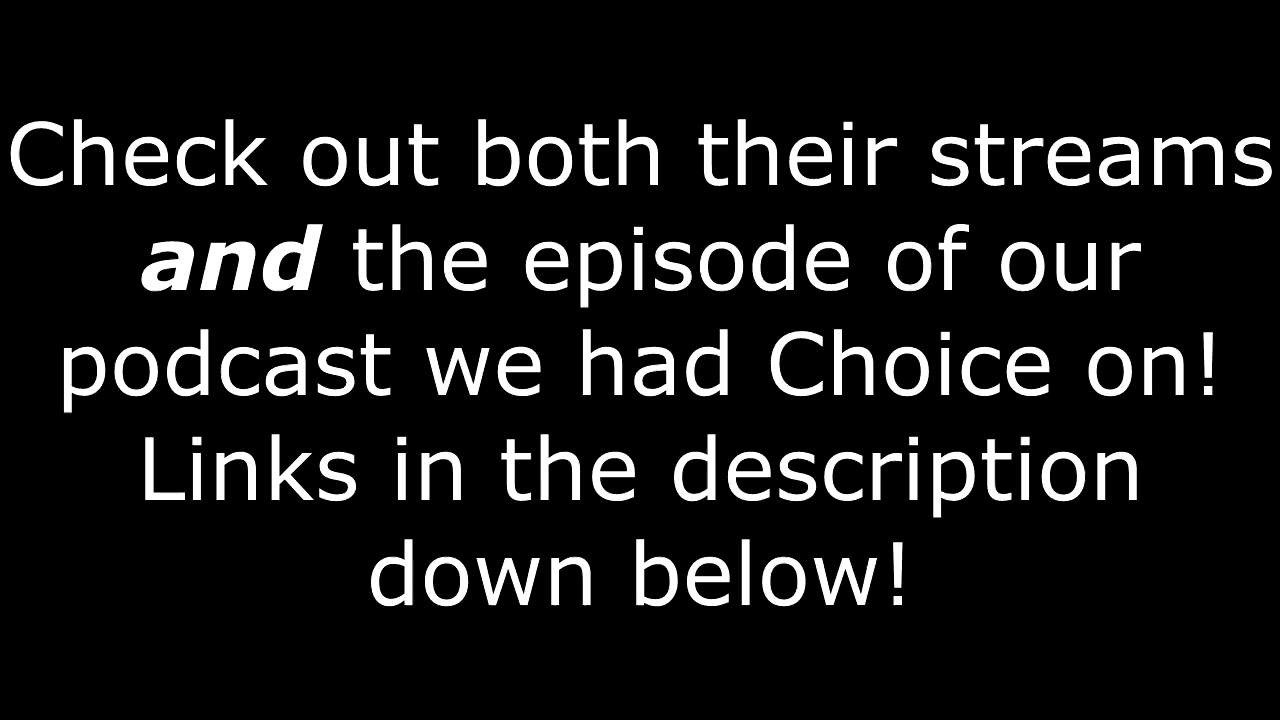 Check out both their streams
and the episode of our
podcast we had Choice on!
Links in the description
down below!